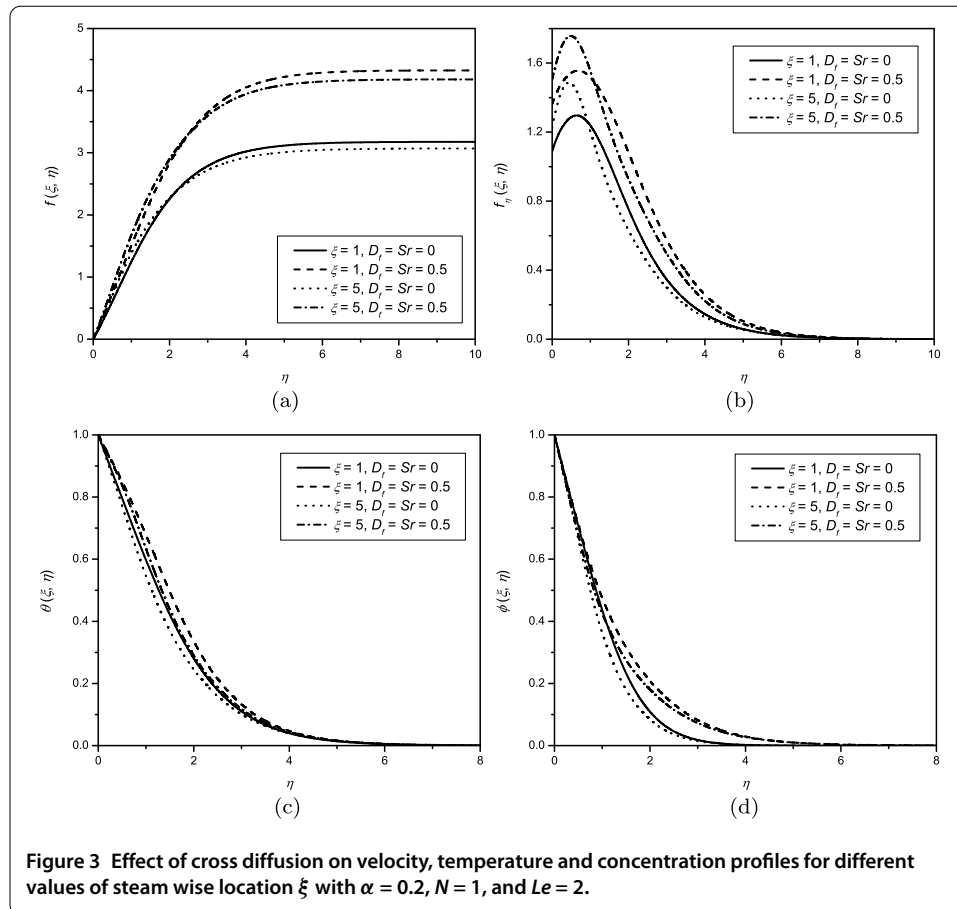 5
4
3
2
1
0
f (ξ, η)
0 2 4 6 8 10
η
ξ = 1, D_f = Sr = 0
ξ = 1, D_f = Sr = 0.5
ξ = 5, D_f = Sr = 0
ξ = 5, D_f = Sr = 0.5
(a)
1.6
1.2
0.8
0.4
0.0
f_η (ξ, η)
0 2 4 6 8 10
η
ξ = 1, D_f = Sr = 0
ξ = 1, D_f = Sr = 0.5
ξ = 5, D_f = Sr = 0
ξ = 5, D_f = Sr = 0.5
(b)
1.0
0.8
0.6
0.4
0.2
0.0
θ (ξ, η)
0 2 4 6 8
η
ξ = 1, D_f = Sr = 0
ξ = 1, D_f = Sr = 0.5
ξ = 5, D_f = Sr = 0
ξ = 5, D_f = Sr = 0.5
(c)
1.0
0.8
0.6
0.4
0.2
0.0
ϕ (ξ, η)
0 2 4 6 8
η
ξ = 1, D_f = Sr = 0
ξ = 1, D_f = Sr = 0.5
ξ = 5, D_f = Sr = 0
ξ = 5, D_f = Sr = 0.5
(d)
Figure 3 Effect of cross diffusion on velocity, temperature and concentration profiles for different
values of steam wise location ξ with α = 0.2, N = 1, and Le = 2.